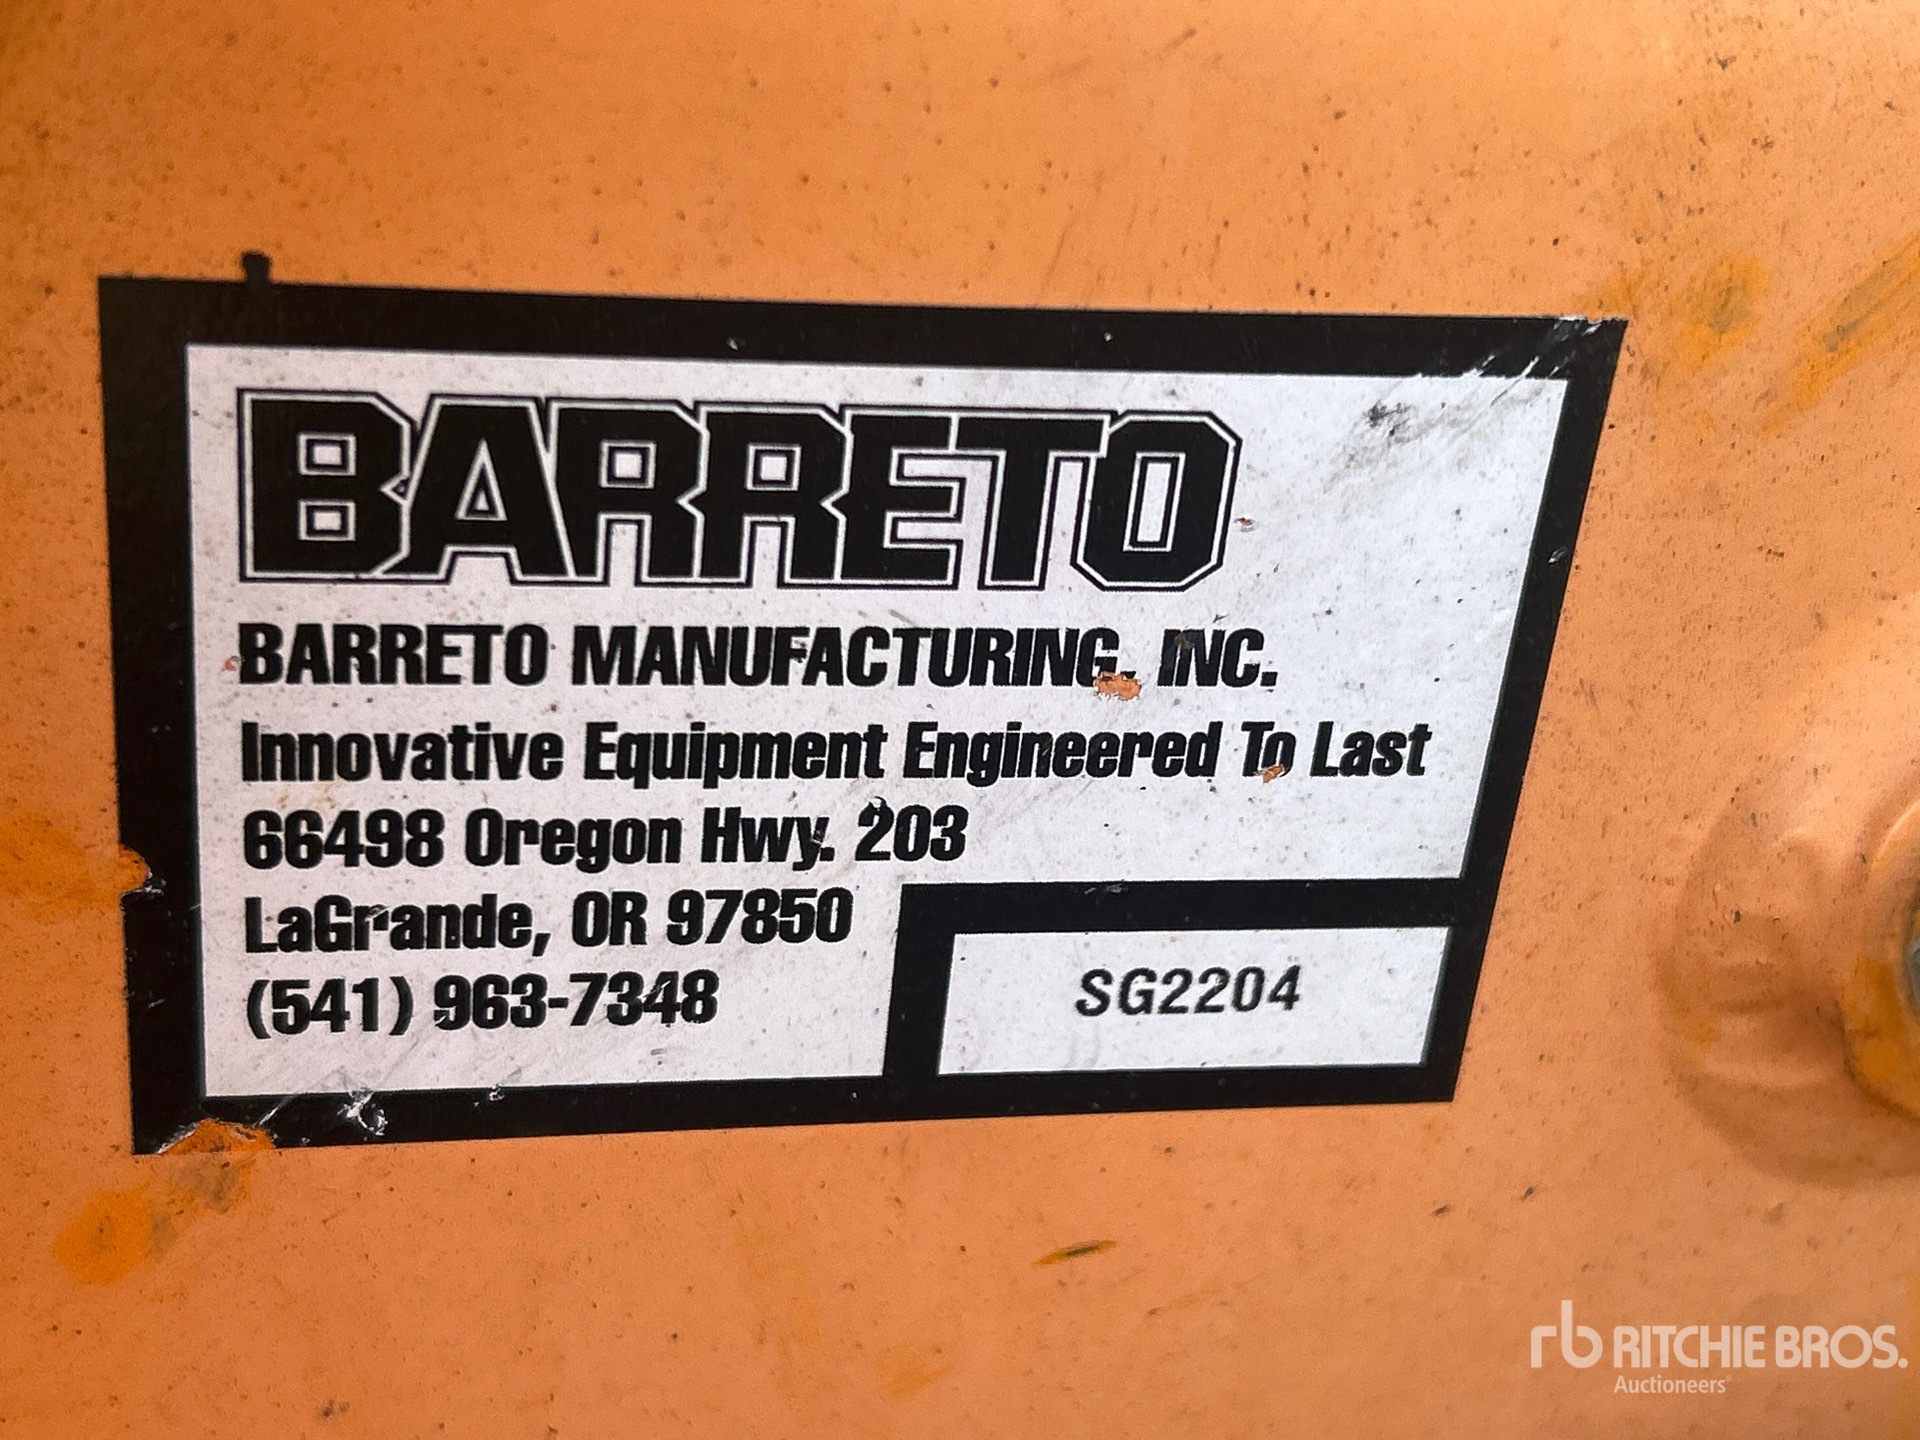 BARRETO
BARRETO MANUFACTURING, INC.
Innovative Equipment Engineered To Last
66498 Oregon Hwy. 203
LaGrande, OR 97850
(541) 963-7348
SG2204
rb RITCHIE BROS.
Auctioneers